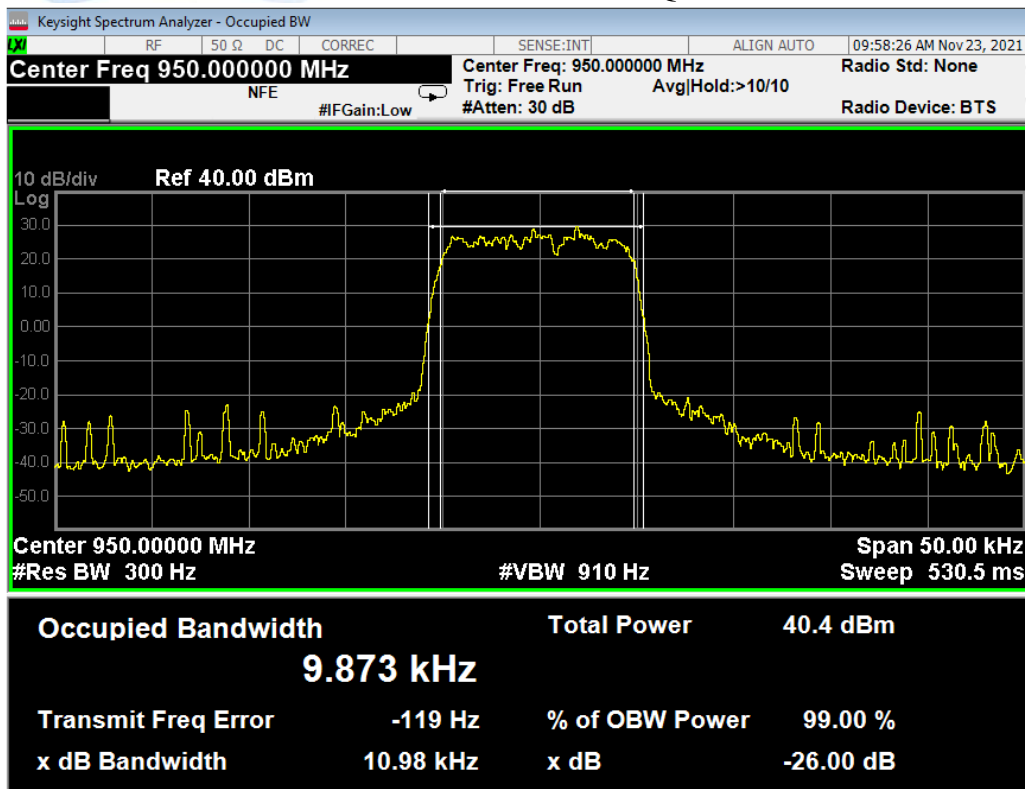 Keysight Spectrum Analyzer - Occupied BW
LXI RF 50 Ω DC CORREC SENSE:INT ALIGN AUTO 09:58:26 AM Nov 23, 2021
Center Freq 950.000000 MHz Center Freq: 950.000000 MHz Radio Std: None
NFE Trig: Free Run Avg|Hold:>10/10
#IFGain:Low #Atten: 30 dB Radio Device: BTS
10 dB/div Ref 40.00 dBm
Log
30.0
20.0
10.0
0.00
-10.0
-20.0
-30.0
-40.0
-50.0
Center 950.00000 MHz Span 50.00 kHz
#Res BW 300 Hz #VBW 910 Hz Sweep 530.5 ms
Occupied Bandwidth Total Power 40.4 dBm
9.873 kHz
Transmit Freq Error -119 Hz % of OBW Power 99.00 %
x dB Bandwidth 10.98 kHz x dB -26.00 dB